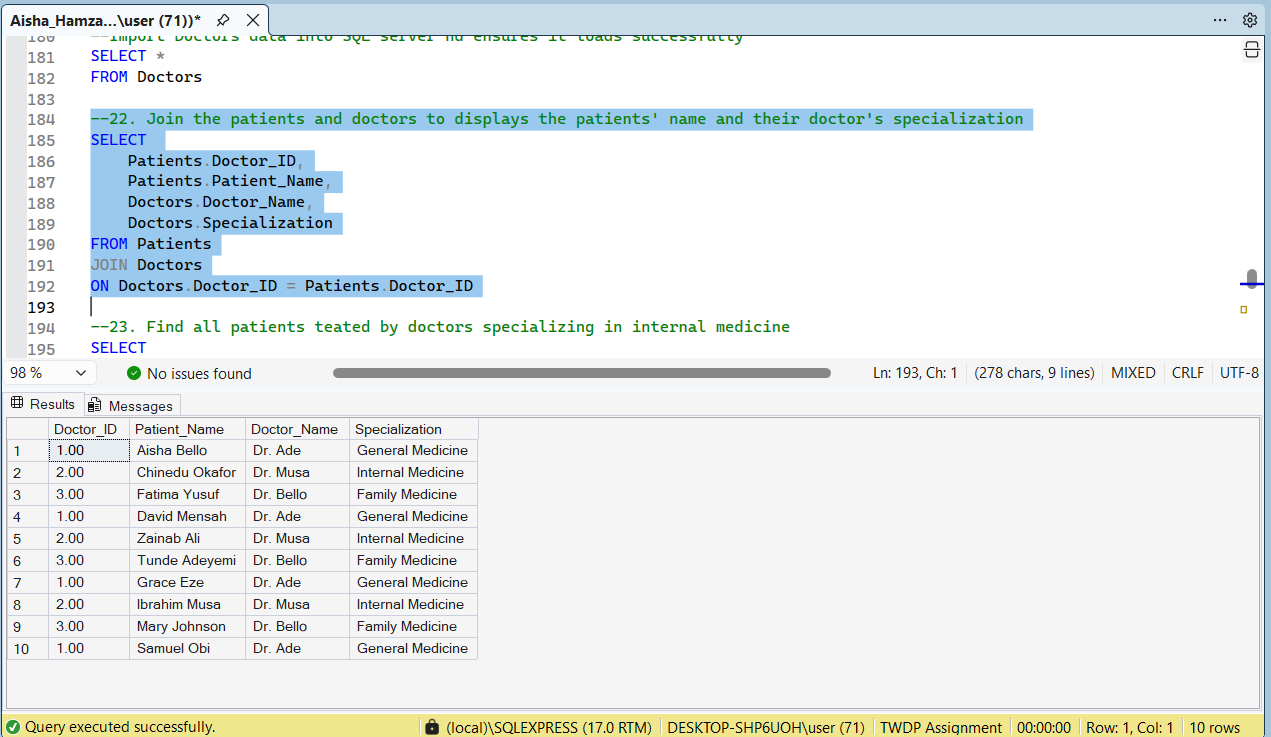 Aisha_Hamza...\user (71))*
180 --Import Doctors data into SQL server nd ensures it loads successfully
181 SELECT *
182 FROM Doctors
183
184 --22. Join the patients and doctors to displays the patients' name and their doctor's specialization
185 SELECT
186 Patients.Doctor_ID,
187 Patients.Patient_Name,
188 Doctors.Doctor_Name,
189 Doctors.Specialization
190 FROM Patients
191 JOIN Doctors
192 ON Doctors.Doctor_ID = Patients.Doctor_ID
193
194 --23. Find all patients teated by doctors specializing in internal medicine
195 SELECT
98 % No issues found Ln: 193, Ch: 1 (278 chars, 9 lines) MIXED CRLF UTF-8
Results Messages
Doctor_ID Patient_Name Doctor_Name Specialization
1 1.00 Aisha Bello Dr. Ade General Medicine
2 2.00 Chinedu Okafor Dr. Musa Internal Medicine
3 3.00 Fatima Yusuf Dr. Bello Family Medicine
4 1.00 David Mensah Dr. Ade General Medicine
5 2.00 Zainab Ali Dr. Musa Internal Medicine
6 3.00 Tunde Adeyemi Dr. Bello Family Medicine
7 1.00 Grace Eze Dr. Ade General Medicine
8 2.00 Ibrahim Musa Dr. Musa Internal Medicine
9 3.00 Mary Johnson Dr. Bello Family Medicine
10 1.00 Samuel Obi Dr. Ade General Medicine
Query executed successfully. (local)\SQLEXPRESS (17.0 RTM) DESKTOP-SHP6UOH\user (71) TWDP Assignment 00:00:00 Row: 1, Col: 1 10 rows